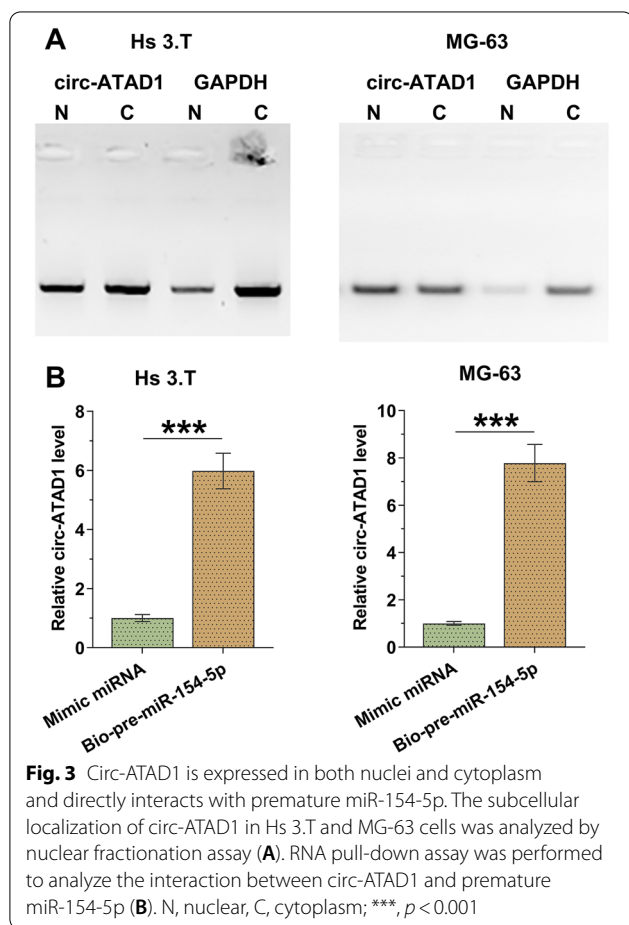 A
Hs 3.T MG-63
circ-ATAD1 GAPDH circ-ATAD1 GAPDH
N C N C N C N C
B
Hs 3.T
Relative circ-ATAD1 level
8
6
4
2
0
***
Mimic miRNA
Bio-pre-miR-154-5p
MG-63
Relative circ-ATAD1 level
10
8
6
4
2
0
***
Mimic miRNA
Bio-pre-miR-154-5p
Fig. 3 Circ-ATAD1 is expressed in both nuclei and cytoplasm
and directly interacts with premature miR-154-5p. The subcellular
localization of circ-ATAD1 in Hs 3.T and MG-63 cells was analyzed by
nuclear fractionation assay (A). RNA pull-down assay was performed
to analyze the interaction between circ-ATAD1 and premature
miR-154-5p (B). N, nuclear, C, cytoplasm; ***, p < 0.001